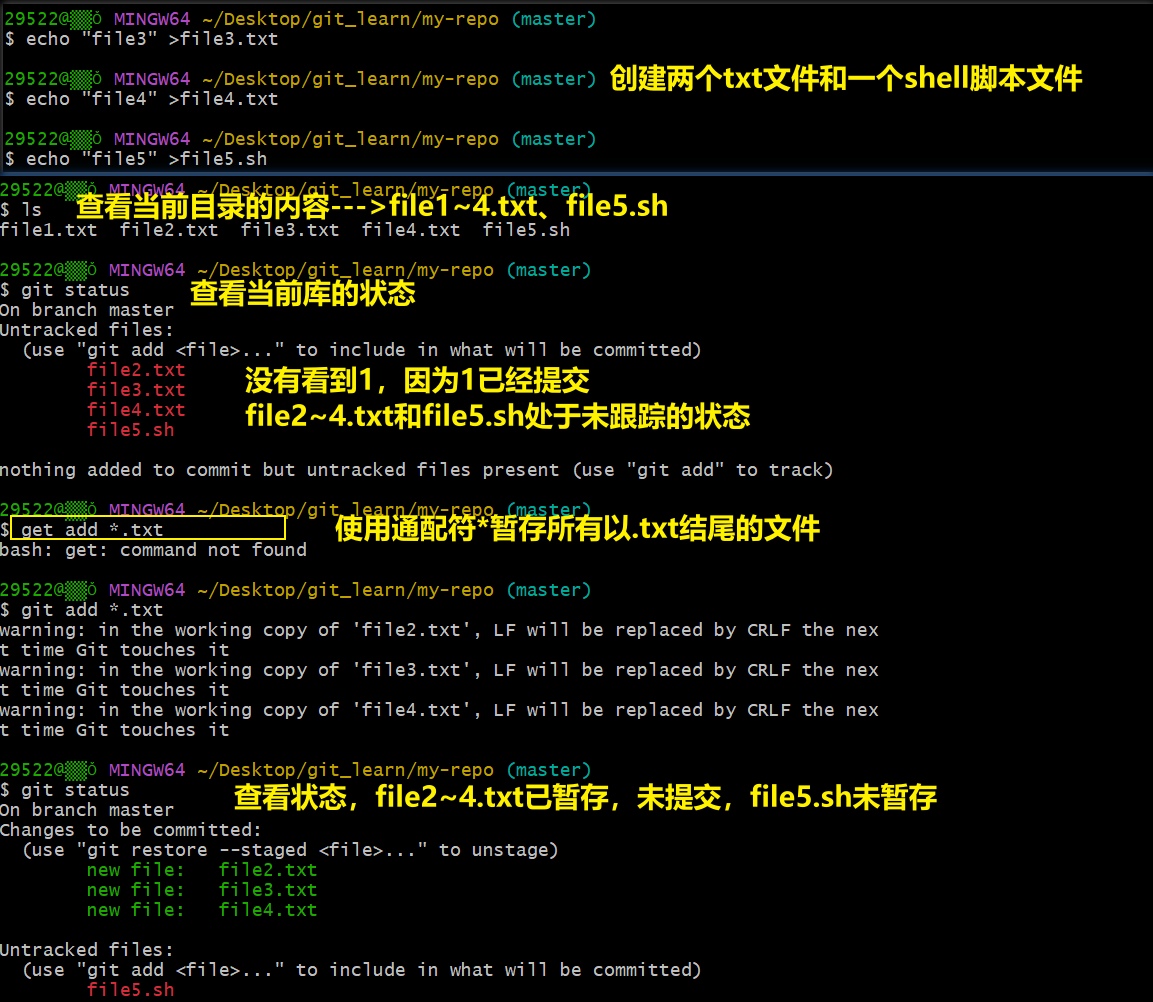 29522@▒▒ǒ MINGW64 ~/Desktop/git_learn/my-repo (master)
$ echo "file3" >file3.txt
29522@▒▒ǒ MINGW64 ~/Desktop/git_learn/my-repo (master)
创建两个txt文件和一个shell脚本文件
$ echo "file4" >file4.txt
29522@▒▒ǒ MINGW64 ~/Desktop/git_learn/my-repo (master)
$ echo "file5" >file5.sh
29522@▒▒ǒ MINGW64 ~/Desktop/git_learn/my-repo (master)
$ ls
查看当前目录的内容--->file1~4.txt、file5.sh
file1.txt  file2.txt  file3.txt  file4.txt  file5.sh
29522@▒▒ǒ MINGW64 ~/Desktop/git_learn/my-repo (master)
$ git status
查看当前库的状态
On branch master
Untracked files:
  (use "git add <file>..." to include in what will be committed)
        file2.txt
        file3.txt
没有看到1，因为1已经提交
        file4.txt
file2~4.txt和file5.sh处于未跟踪的状态
        file5.sh
nothing added to commit but untracked files present (use "git add" to track)
29522@▒▒ǒ MINGW64 ~/Desktop/git_learn/my-repo (master)
$ get add *.txt
使用通配符*暂存所有以.txt结尾的文件
bash: get: command not found
29522@▒▒ǒ MINGW64 ~/Desktop/git_learn/my-repo (master)
$ git add *.txt
warning: in the working copy of 'file2.txt', LF will be replaced by CRLF the nex
t time Git touches it
warning: in the working copy of 'file3.txt', LF will be replaced by CRLF the nex
t time Git touches it
warning: in the working copy of 'file4.txt', LF will be replaced by CRLF the nex
t time Git touches it
29522@▒▒ǒ MINGW64 ~/Desktop/git_learn/my-repo (master)
$ git status
查看状态，file2~4.txt已暂存，未提交，file5.sh未暂存
On branch master
Changes to be committed:
  (use "git restore --staged <file>..." to unstage)
        new file:   file2.txt
        new file:   file3.txt
        new file:   file4.txt
Untracked files:
  (use "git add <file>..." to include in what will be committed)
        file5.sh